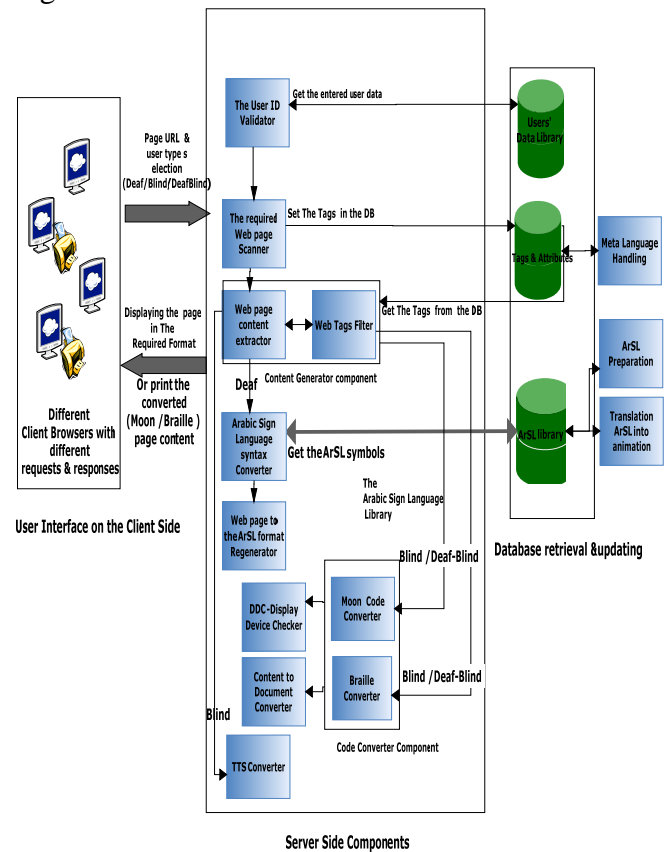 The User ID
Validator
Get the entered user data
Users'
Data Library
Page URL &
user type s
election
(Deaf/Blind/DeafBlind)
The required
Web page
Scanner
Set The Tags in the DB
Tags & Attributes
Meta Language
Handling
Web page
content
extractor
Web Tags Filter
Get The Tags from the DB
Content Generator component
Displaying the page
in The
Required Format
Or print the
converted
(Moon /Braille )
page content
Different
Client Browsers with
different
requests & responses
User Interface on the Client Side
Deaf
Arabic Sign
Language
syntax
Converter
Get the ArSL symbols
ArSL library
ArSL
Preparation
Translation
ArSL into
animation
The
Arabic Sign Language
Library
Web page to
the ArSL format
Regenerator
Database retrieval &updating
Blind /Deaf-Blind
DDC-Display
Device Checker
Moon Code
Converter
Content to
Document
Converter
Braille
Converter
Blind /Deaf-Blind
Blind
Code Converter Component
TTS Converter
Server Side Components